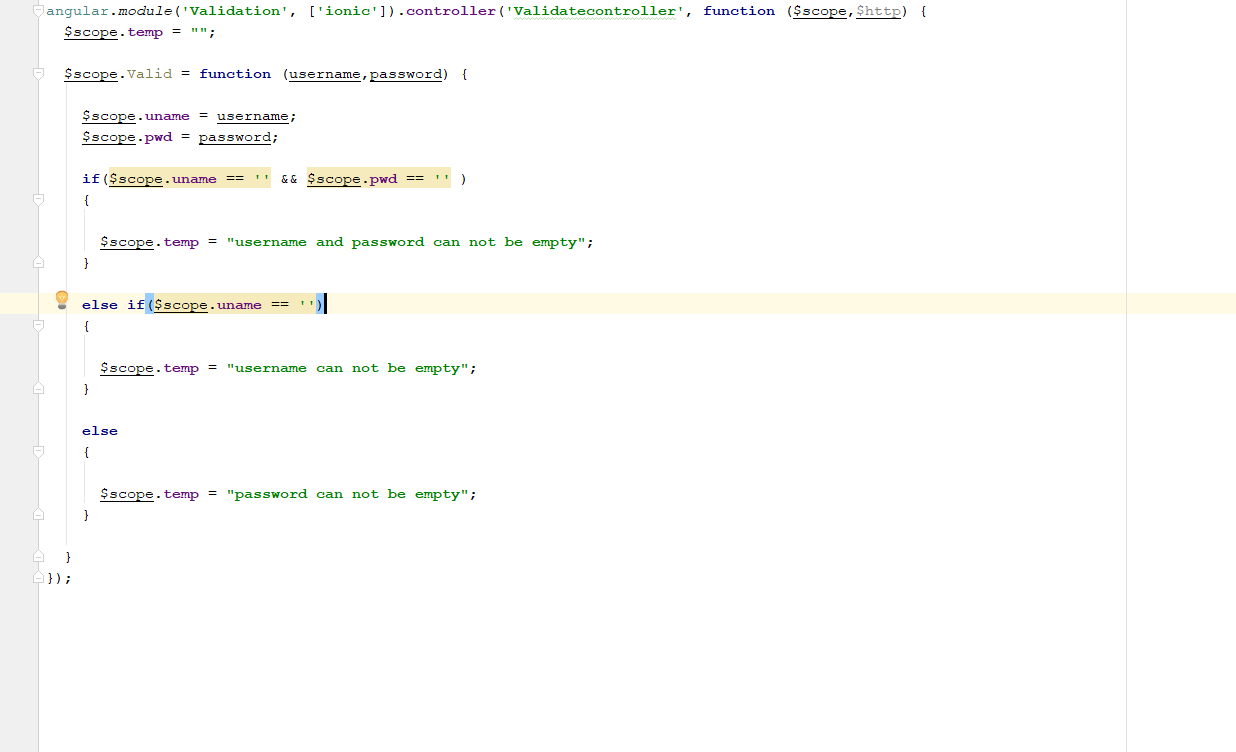 angular.module('Validation', ['ionic']).controller('Validatecontroller', function ($scope,$http) {
$scope.temp = "";
$scope.Valid = function (username,password) {
$scope.uname = username;
$scope.pwd = password;
if($scope.uname == '' && $scope.pwd == '' )
{
$scope.temp = "username and password can not be empty";
}
else if($scope.uname == '')
{
$scope.temp = "username can not be empty";
}
else
{
$scope.temp = "password can not be empty";
}
}
});